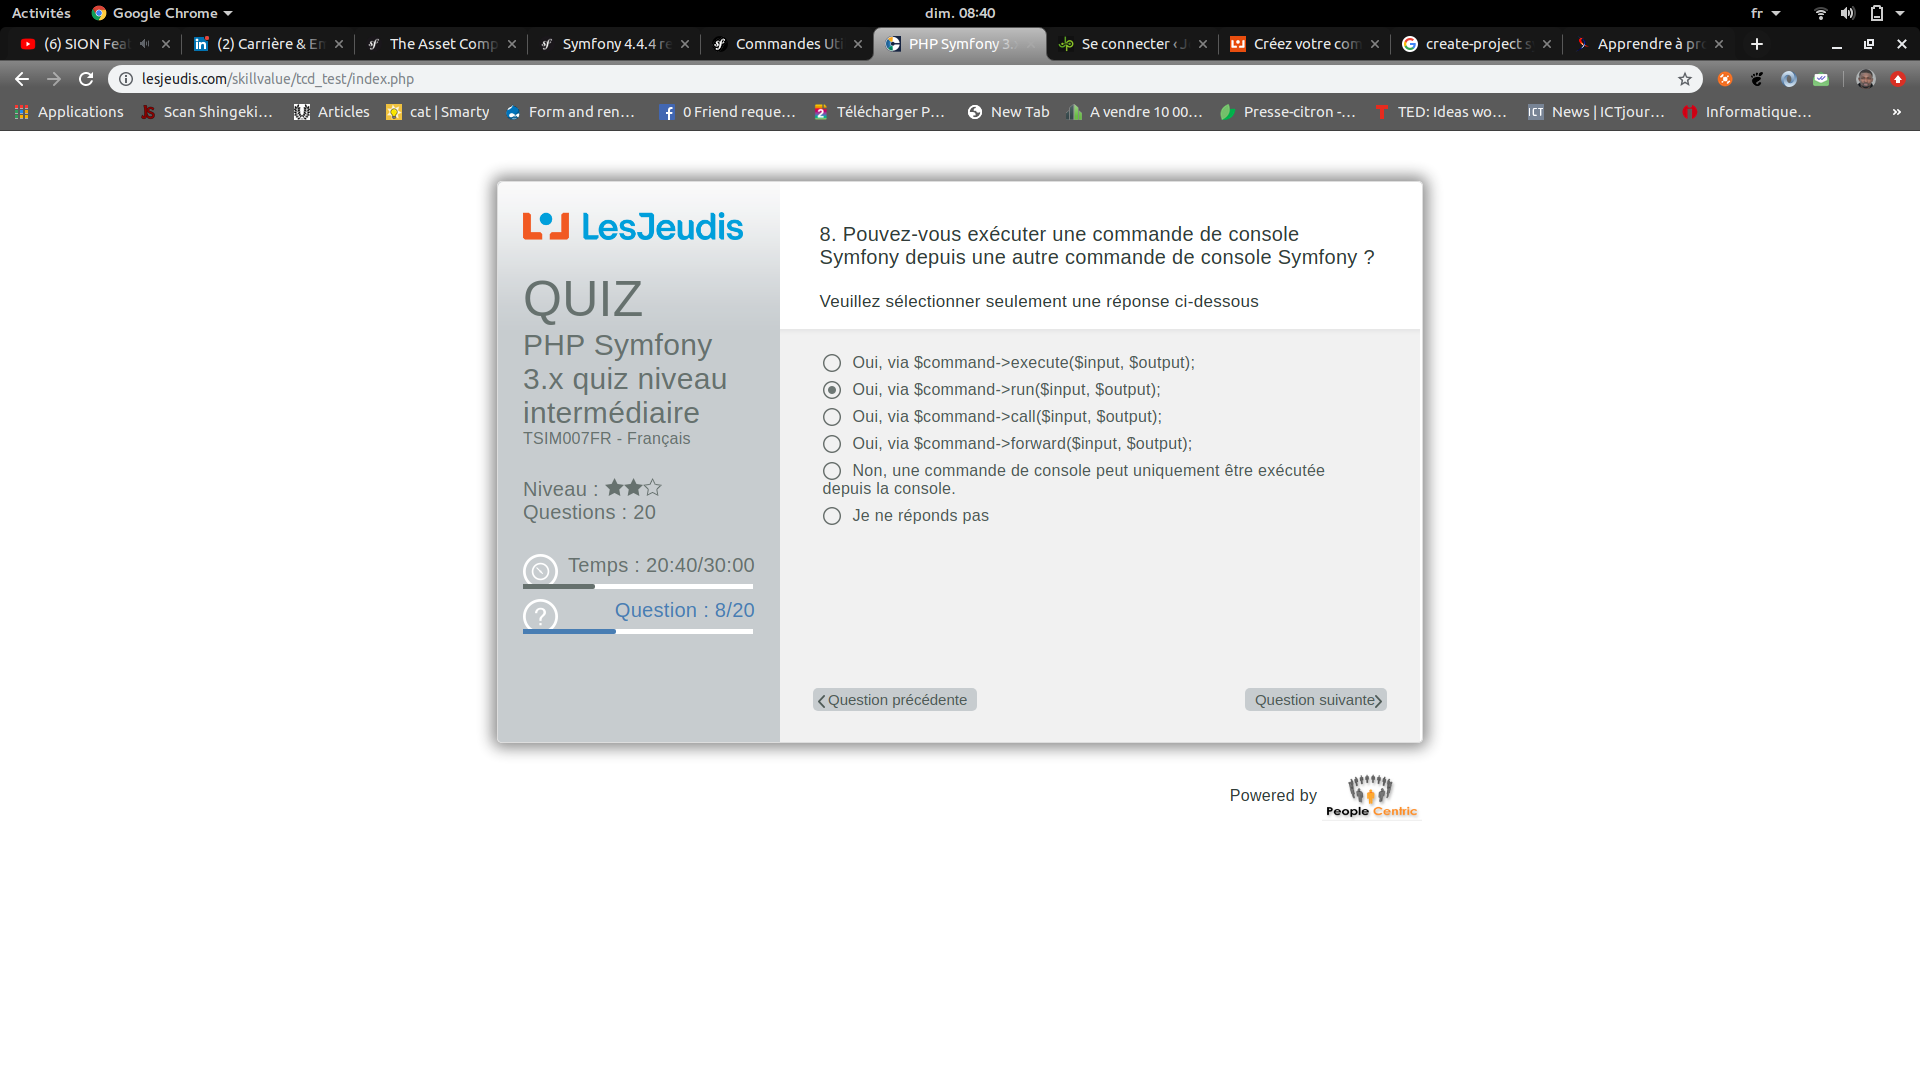 Activités
Google Chrome
dim. 08:40
fr
(6) SION Fea
(2) Carrière & En
The Asset Comp
Symfony 4.4.4 re
Commandes Uti
PHP Symfony 3.
Se connecter ‹ J
Créez votre com
create-project s
Apprendre à pro
lesjeudis.com/skillvalue/tcd_test/index.php
Applications
Scan Shingeki...
Articles
cat | Smarty
Form and ren...
0 Friend reque...
Télécharger P...
New Tab
A vendre 10 00...
Presse-citron -...
TED: Ideas wo...
ICT
News | ICTjour...
Informatique...
»
LesJeudis
QUIZ
PHP Symfony
3.x quiz niveau
intermédiaire
TSIM007FR - Français
Niveau :
Questions : 20
Temps : 20:40/30:00
? Question : 8/20
8. Pouvez-vous exécuter une commande de console
Symfony depuis une autre commande de console Symfony ?
Veuillez sélectionner seulement une réponse ci-dessous
Oui, via $command->execute($input, $output);
Oui, via $command->run($input, $output);
Oui, via $command->call($input, $output);
Oui, via $command->forward($input, $output);
Non, une commande de console peut uniquement être exécutée
depuis la console.
Je ne réponds pas
Question précédente
Question suivante
Powered by
People Centric